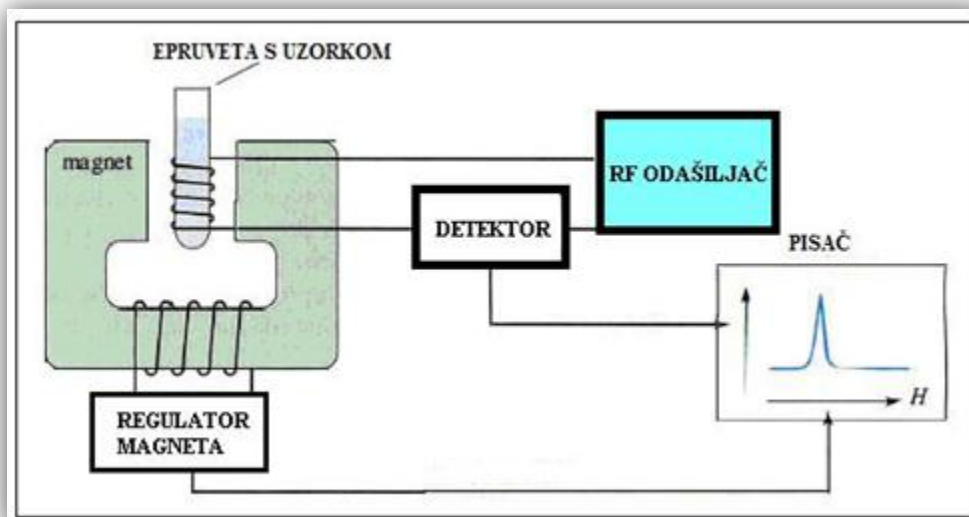 EPRUVETA S UZORKOM
magnet
RF ODAŠILJAČ
DETEKTOR
PISAČ
H
REGULATOR
MAGNETA